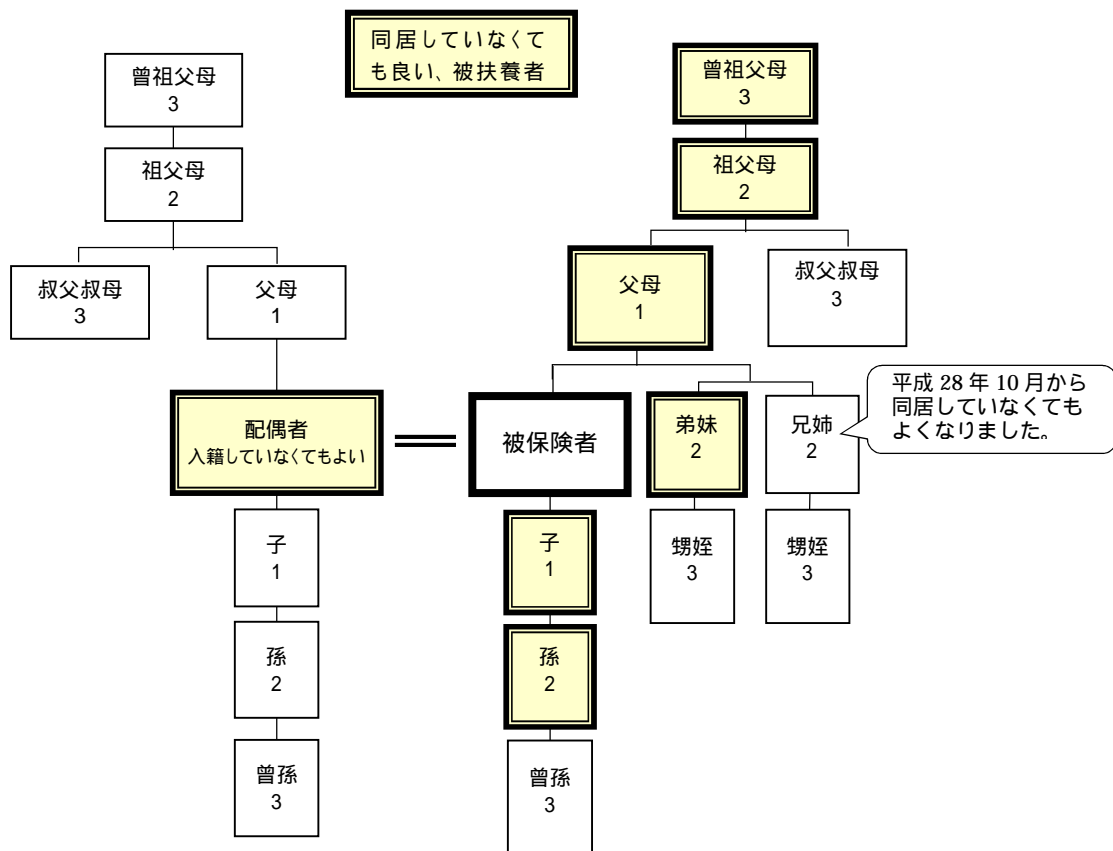 同居していなくて
も良い、被扶養者
曾祖父母
3
祖父母
2
叔父叔母
3
父母
1
配偶者
入籍していなくてもよい
子
1
孫
2
曾孫
3
曾祖父母
3
祖父母
2
父母
1
叔父叔母
3
被保険者
弟妹
2
兄姉
2
平成 28 年 10 月から
同居していなくても
よくなりました。
子
1
甥姪
3
甥姪
3
孫
2
曾孫
3